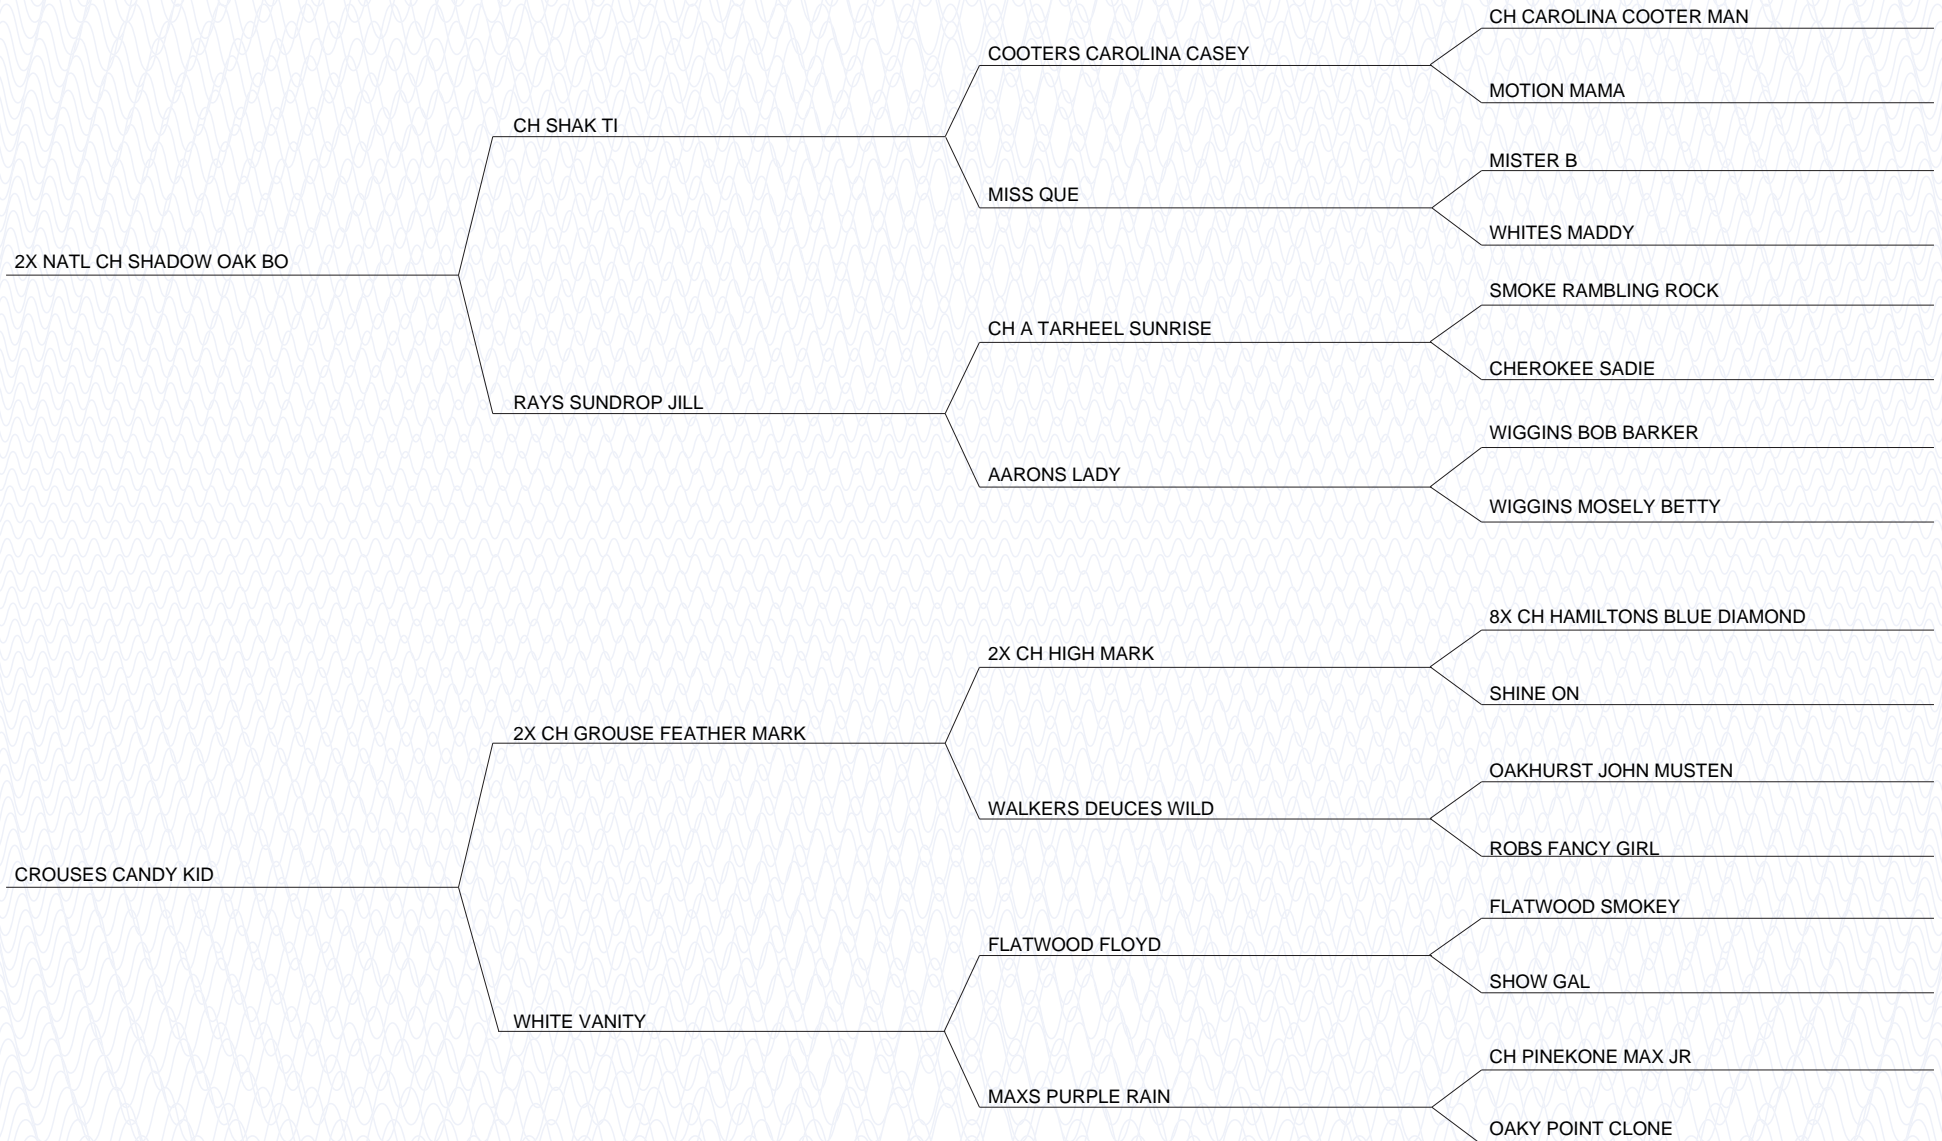 CH CAROLINA COOTER MAN
COOTERS CAROLINA CASEY
MOTION MAMA
CH SHAK TI
MISTER B
MISS QUE
WHITES MADDY
2X NATL CH SHADOW OAK BO
SMOKE RAMBLING ROCK
CH A TARHEEL SUNRISE
CHEROKEE SADIE
RAYS SUNDROP JILL
WIGGINS BOB BARKER
AARONS LADY
WIGGINS MOSELY BETTY
8X CH HAMILTONS BLUE DIAMOND
2X CH HIGH MARK
SHINE ON
2X CH GROUSE FEATHER MARK
OAKHURST JOHN MUSTEN
WALKERS DEUCES WILD
ROBS FANCY GIRL
CROUSES CANDY KID
FLATWOOD SMOKEY
FLATWOOD FLOYD
SHOW GAL
WHITE VANITY
CH PINEKONE MAX JR
MAXS PURPLE RAIN
OAKY POINT CLONE